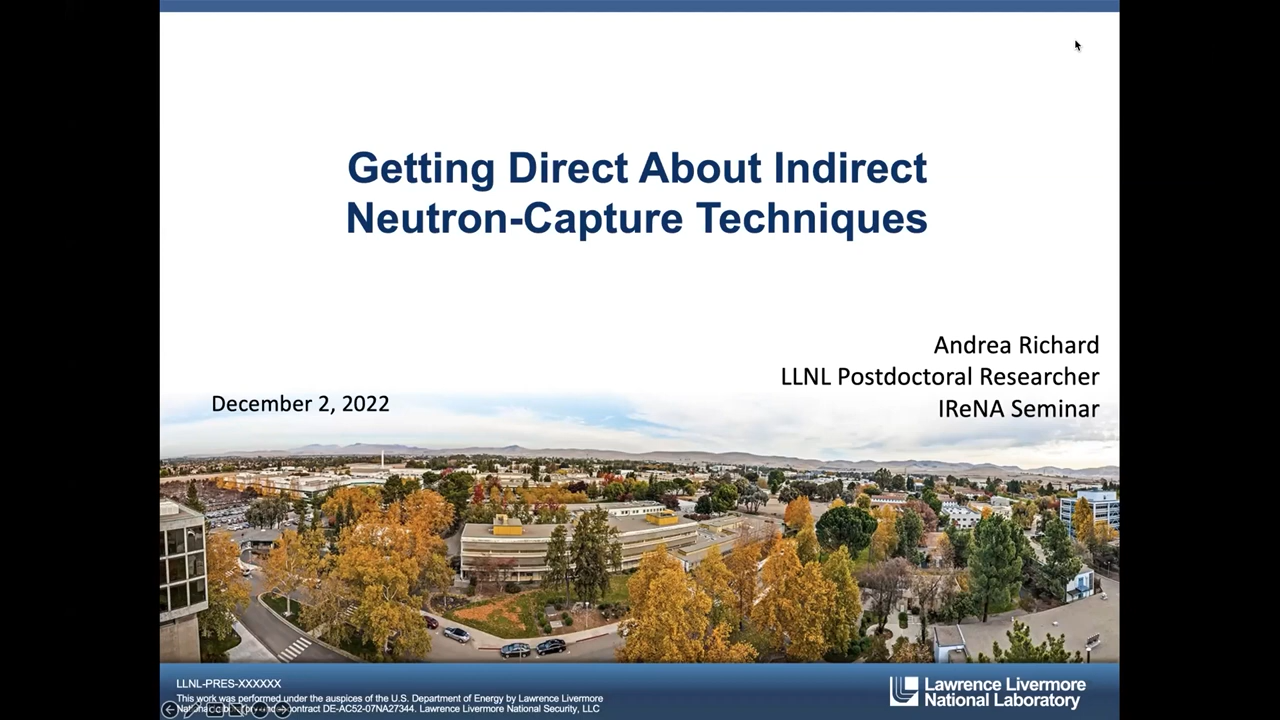 Getting Direct About Indirect
Neutron-Capture Techniques
Andrea Richard
LLNL Postdoctoral Researcher
IReNA Seminar
December 2, 2022
LLNL-PRES-XXXXXX
This work was performed under the auspices of the U.S. Department of Energy by Lawrence Livermore
contract DE-AC52-07NA27344. Lawrence Livermore National Security, LLC
Lawrence Livermore
National Laboratory